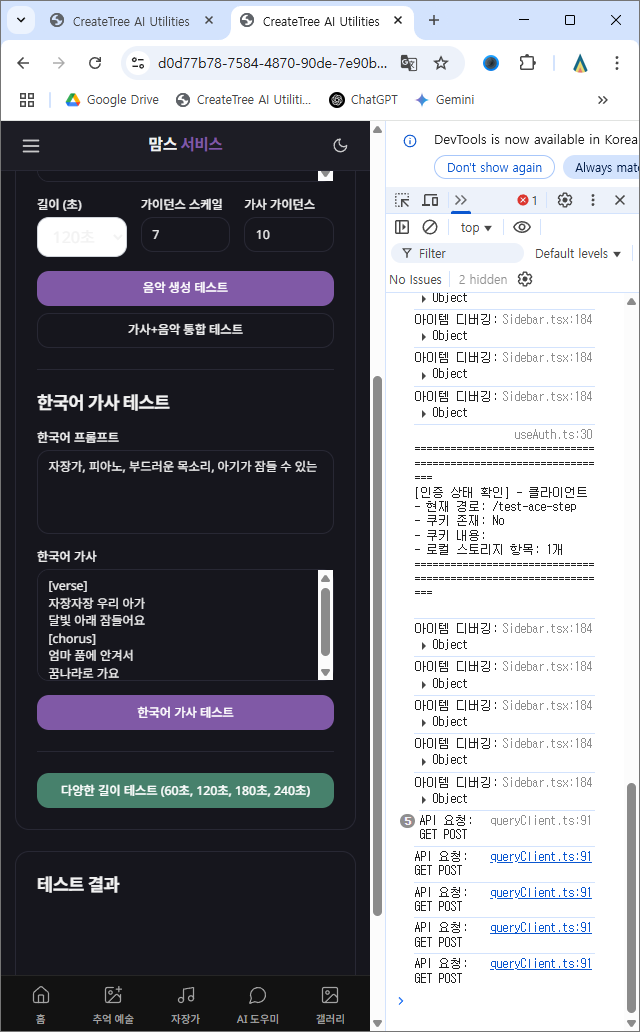 CreateTree AI Utilities
CreateTree AI Utilities
d0d77b78-7584-4870-90de-7e90b...
Google Drive
CreateTree AI Utiliti...
ChatGPT
Gemini
맘스 서비스
길이 (초)
가이던스 스케일
가사 가이던스
120초
7
10
음악 생성 테스트
가사+음악 통합 테스트
한국어 가사 테스트
한국어 프롬프트
자장가, 피아노, 부드러운 목소리, 아기가 잠들 수 있는
한국어 가사
[verse]
자장자장 우리 아가
달빛 아래 잠들어요
[chorus]
엄마 품에 안겨서
꿈나라로 가요
한국어 가사 테스트
다양한 길이 테스트 (60초, 120초, 180초, 240초)
테스트 결과
홈
추억 예술
자장가
AI 도우미
갤러리
DevTools is now available in Korea
Don't show again
Always mat
1
top
Filter
Default levels
No Issues
2 hidden
Object
아이템 디버깅: Sidebar.tsx:184
Object
아이템 디버깅: Sidebar.tsx:184
Object
아이템 디버깅: Sidebar.tsx:184
Object
useAuth.ts:30
==============================
==============================
===
[인증 상태 확인] - 클라이언트
- 현재 경로: /test-ace-step
- 쿠키 존재: No
- 쿠키 내용:
- 로컬 스토리지 항목: 1개
==============================
==============================
===
아이템 디버깅: Sidebar.tsx:184
Object
아이템 디버깅: Sidebar.tsx:184
Object
아이템 디버깅: Sidebar.tsx:184
Object
아이템 디버깅: Sidebar.tsx:184
Object
아이템 디버깅: Sidebar.tsx:184
Object
5 API 요청: queryClient.ts:91
GET POST
API 요청: queryClient.ts:91
GET POST
API 요청: queryClient.ts:91
GET POST
API 요청: queryClient.ts:91
GET POST
API 요청: queryClient.ts:91
GET POST